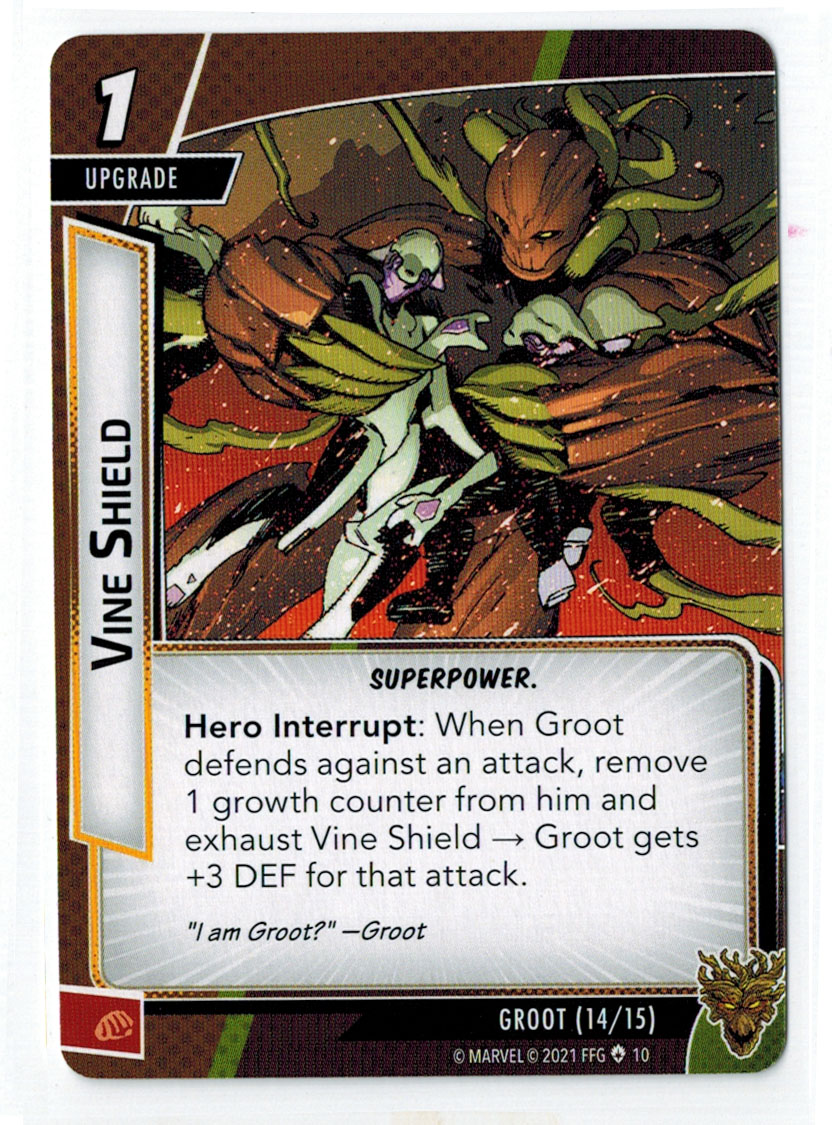 1
UPGRADE
VINE SHIELD
SUPERPOWER.
Hero Interrupt: When Groot
defends against an attack, remove
1 growth counter from him and
exhaust Vine Shield → Groot gets
+3 DEF for that attack.
"I am Groot?" —Groot
GROOT (14/15)
© MARVEL © 2021 FFG 10